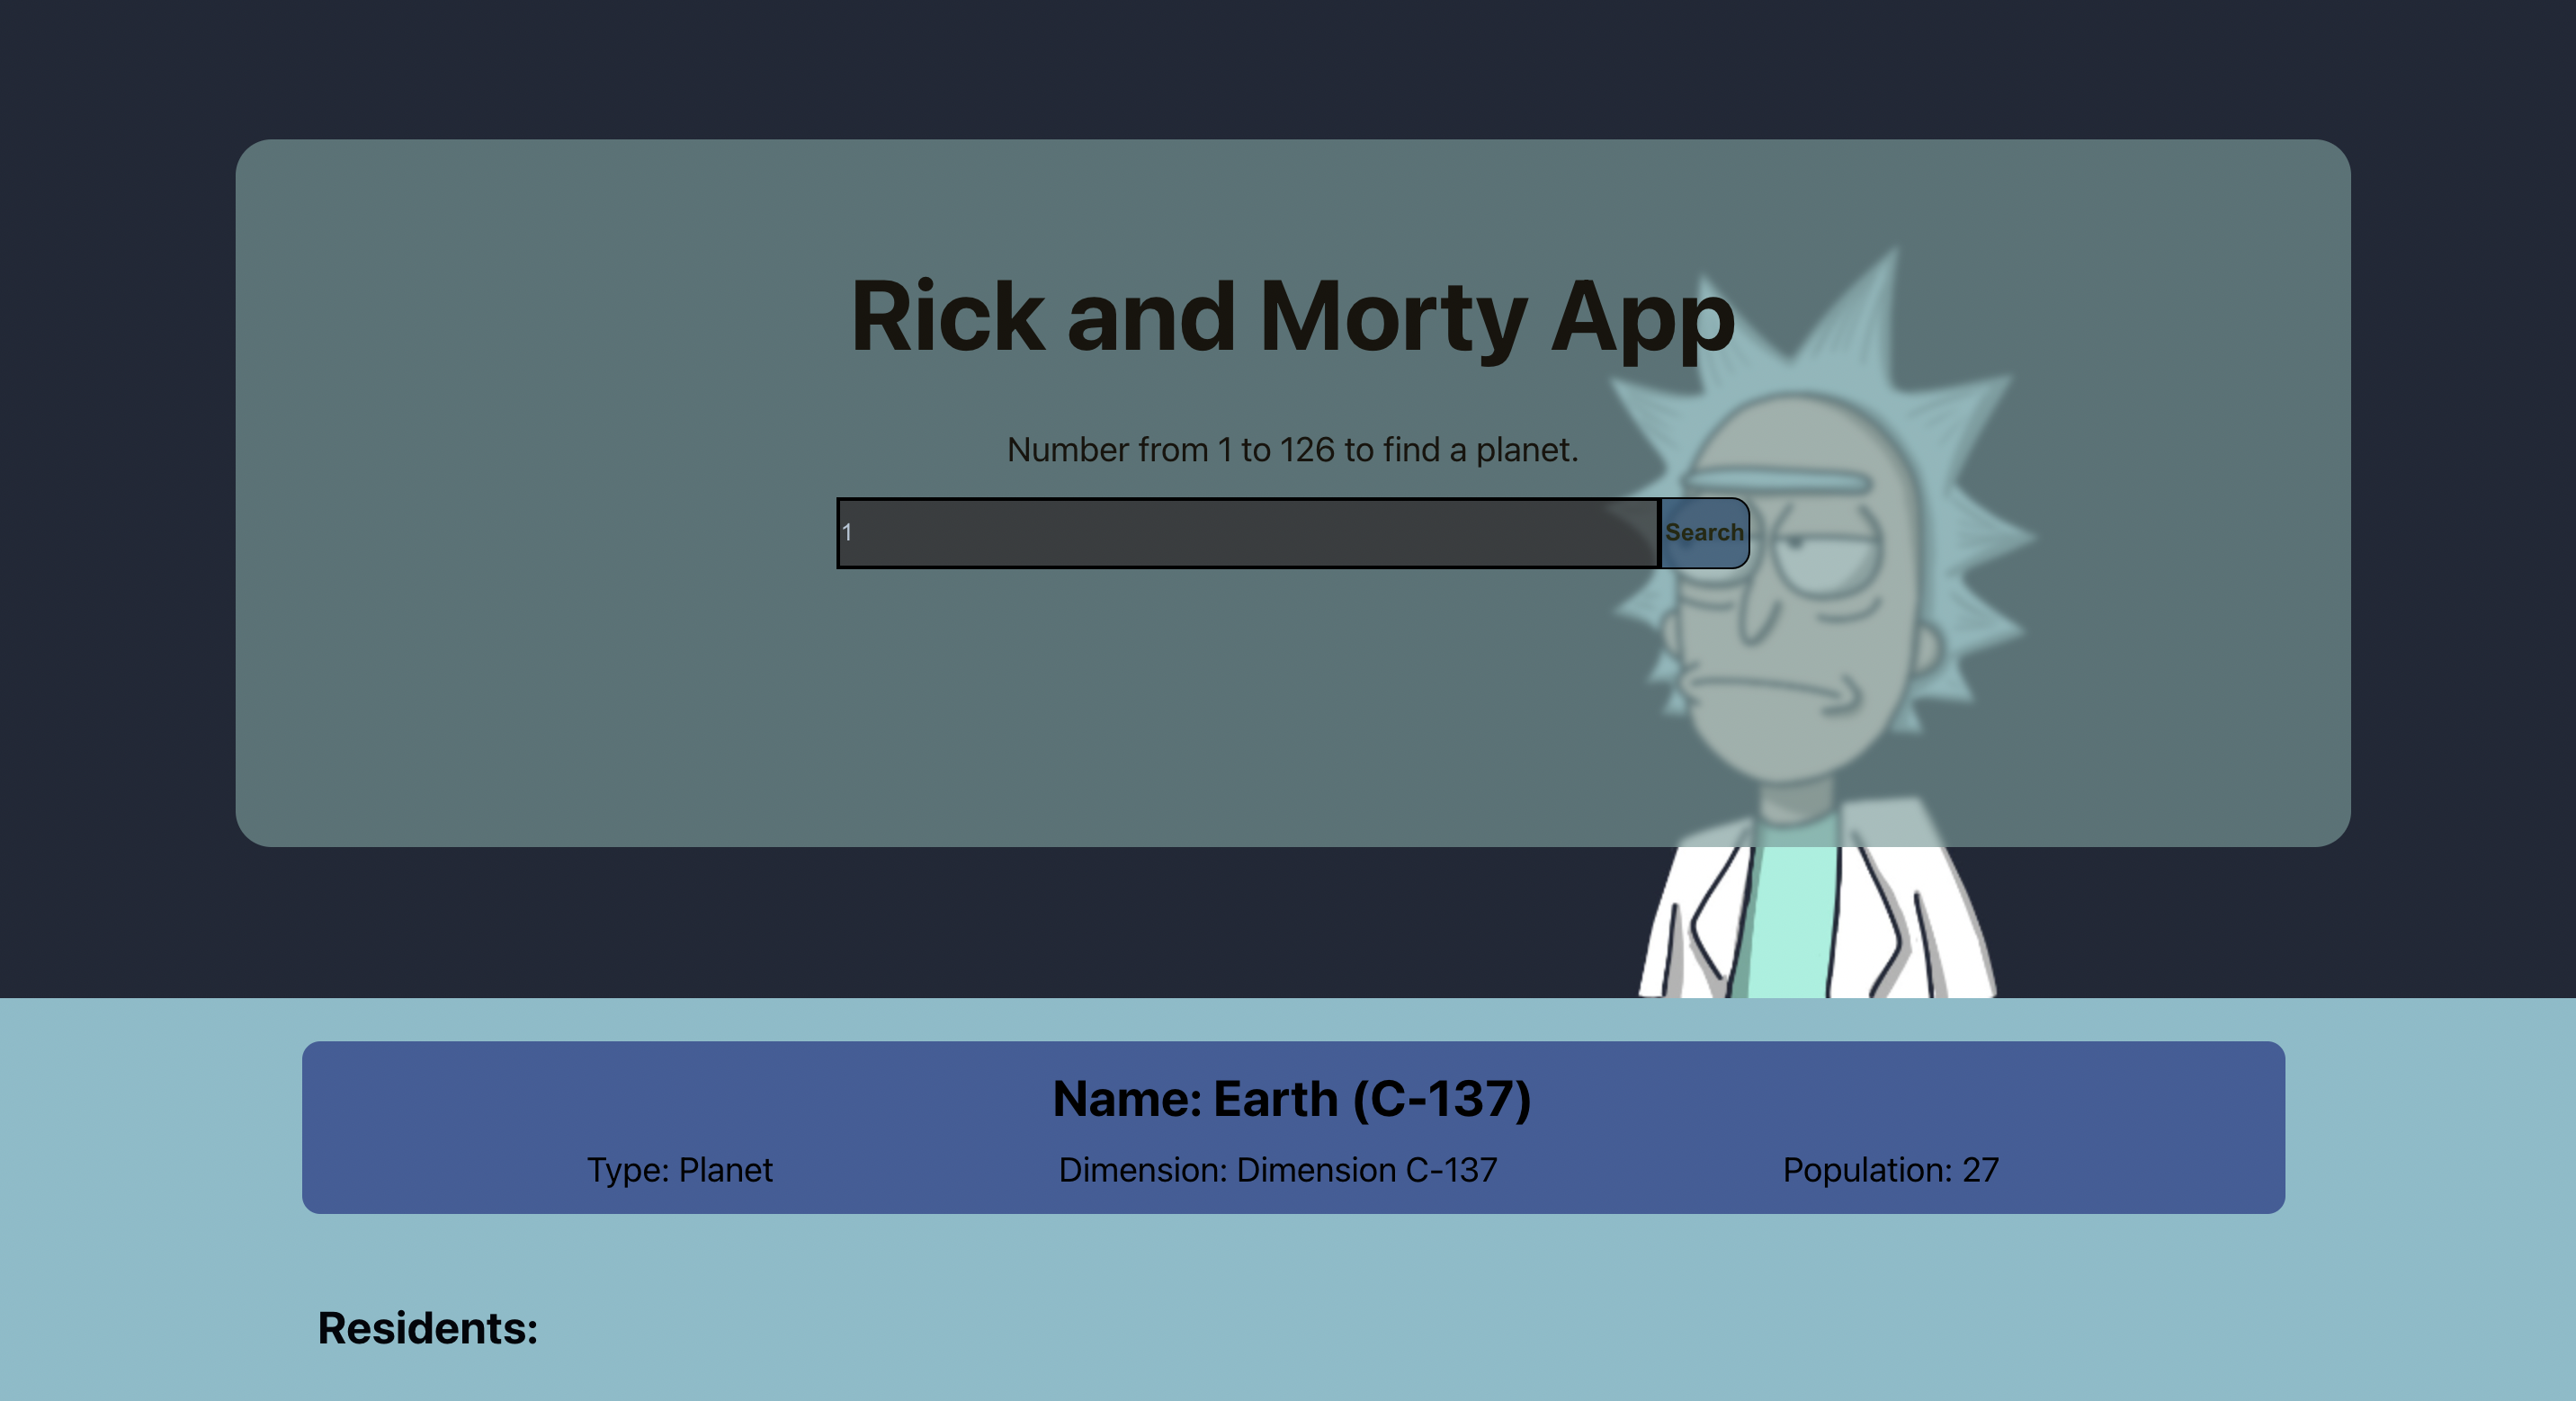 Rick and Morty App
Number from 1 to 126 to find a planet.
1 Search
Name: Earth (C-137)
Type: Planet Dimension: Dimension C-137 Population: 27
Residents: